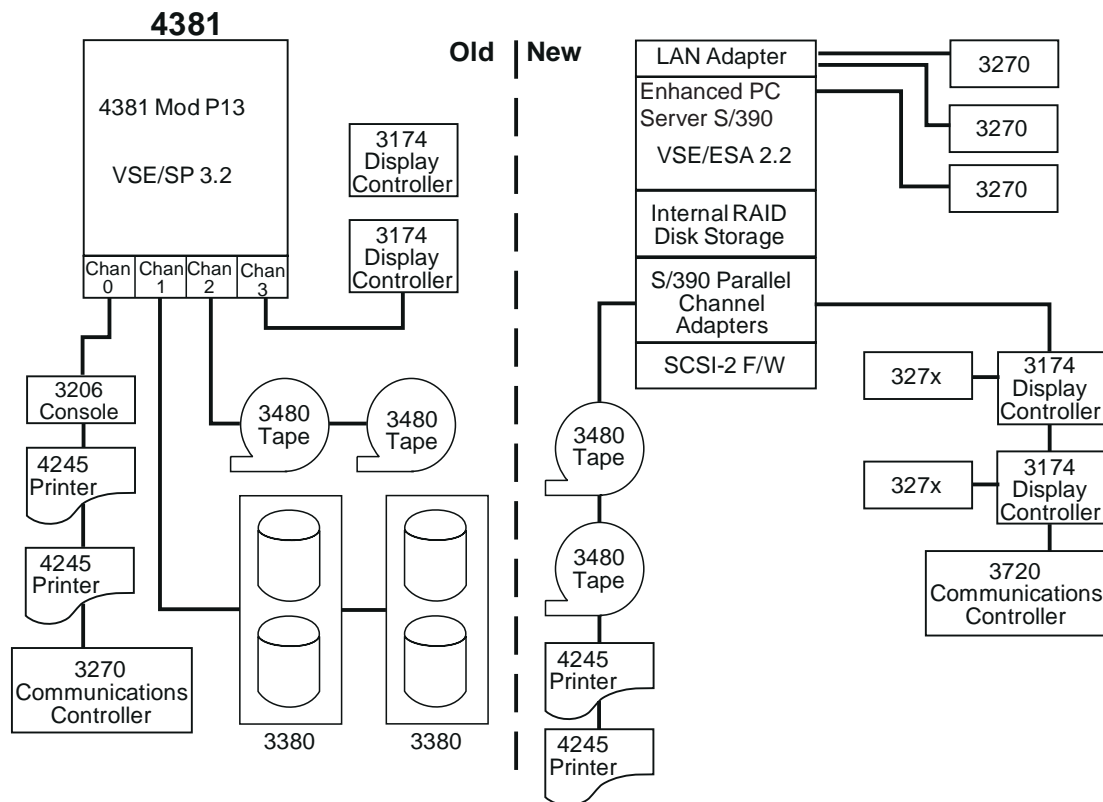 4381
4381 Mod P13
VSE/SP 3.2
Chan
0
Chan
1
Chan
2
Chan
3
3174
Display
Controller
3174
Display
Controller
3206
Console
4245
Printer
4245
Printer
3270
Communications
Controller
3480
Tape
3480
Tape
3380
3380
Old
New
LAN Adapter
Enhanced PC
Server S/390
VSE/ESA 2.2
Internal RAID
Disk Storage
S/390 Parallel
Channel
Adapters
SCSI-2 F/W
3270
3270
3270
327x
3174
Display
Controller
327x
3174
Display
Controller
3720
Communications
Controller
3480
Tape
3480
Tape
4245
Printer
4245
Printer